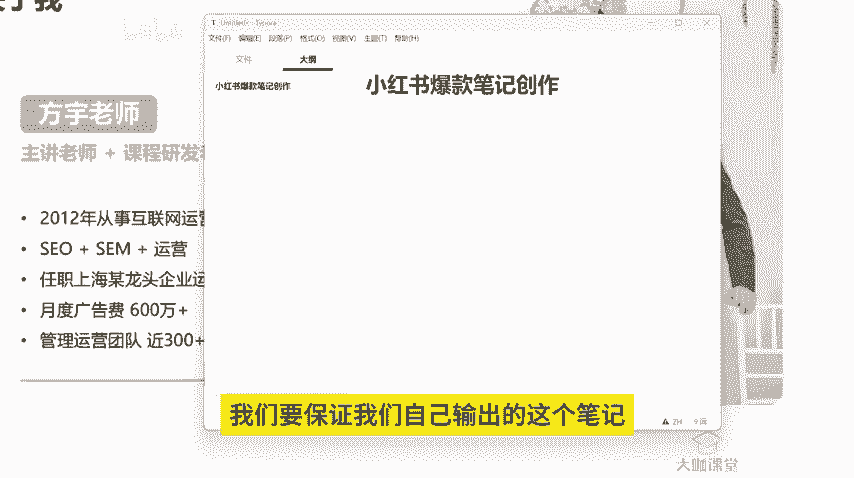 于我
方宇老师
主讲老师 + 课程研发
2012年从事互联网运营
SEO + SEM + 运营
任职上海某龙头企业运
月度广告费 600万+
管理运营团队 近300+
Untitled - Typora
文件(F) 编辑(E) 段落(P) 格式(O) 视图(V) 主题(T) 帮助(H)
文件 大纲
小红书爆款笔记创作
小红书爆款笔记创作
我们要保证我们自己输出的这个笔记
ZH 9 词
大咖课堂